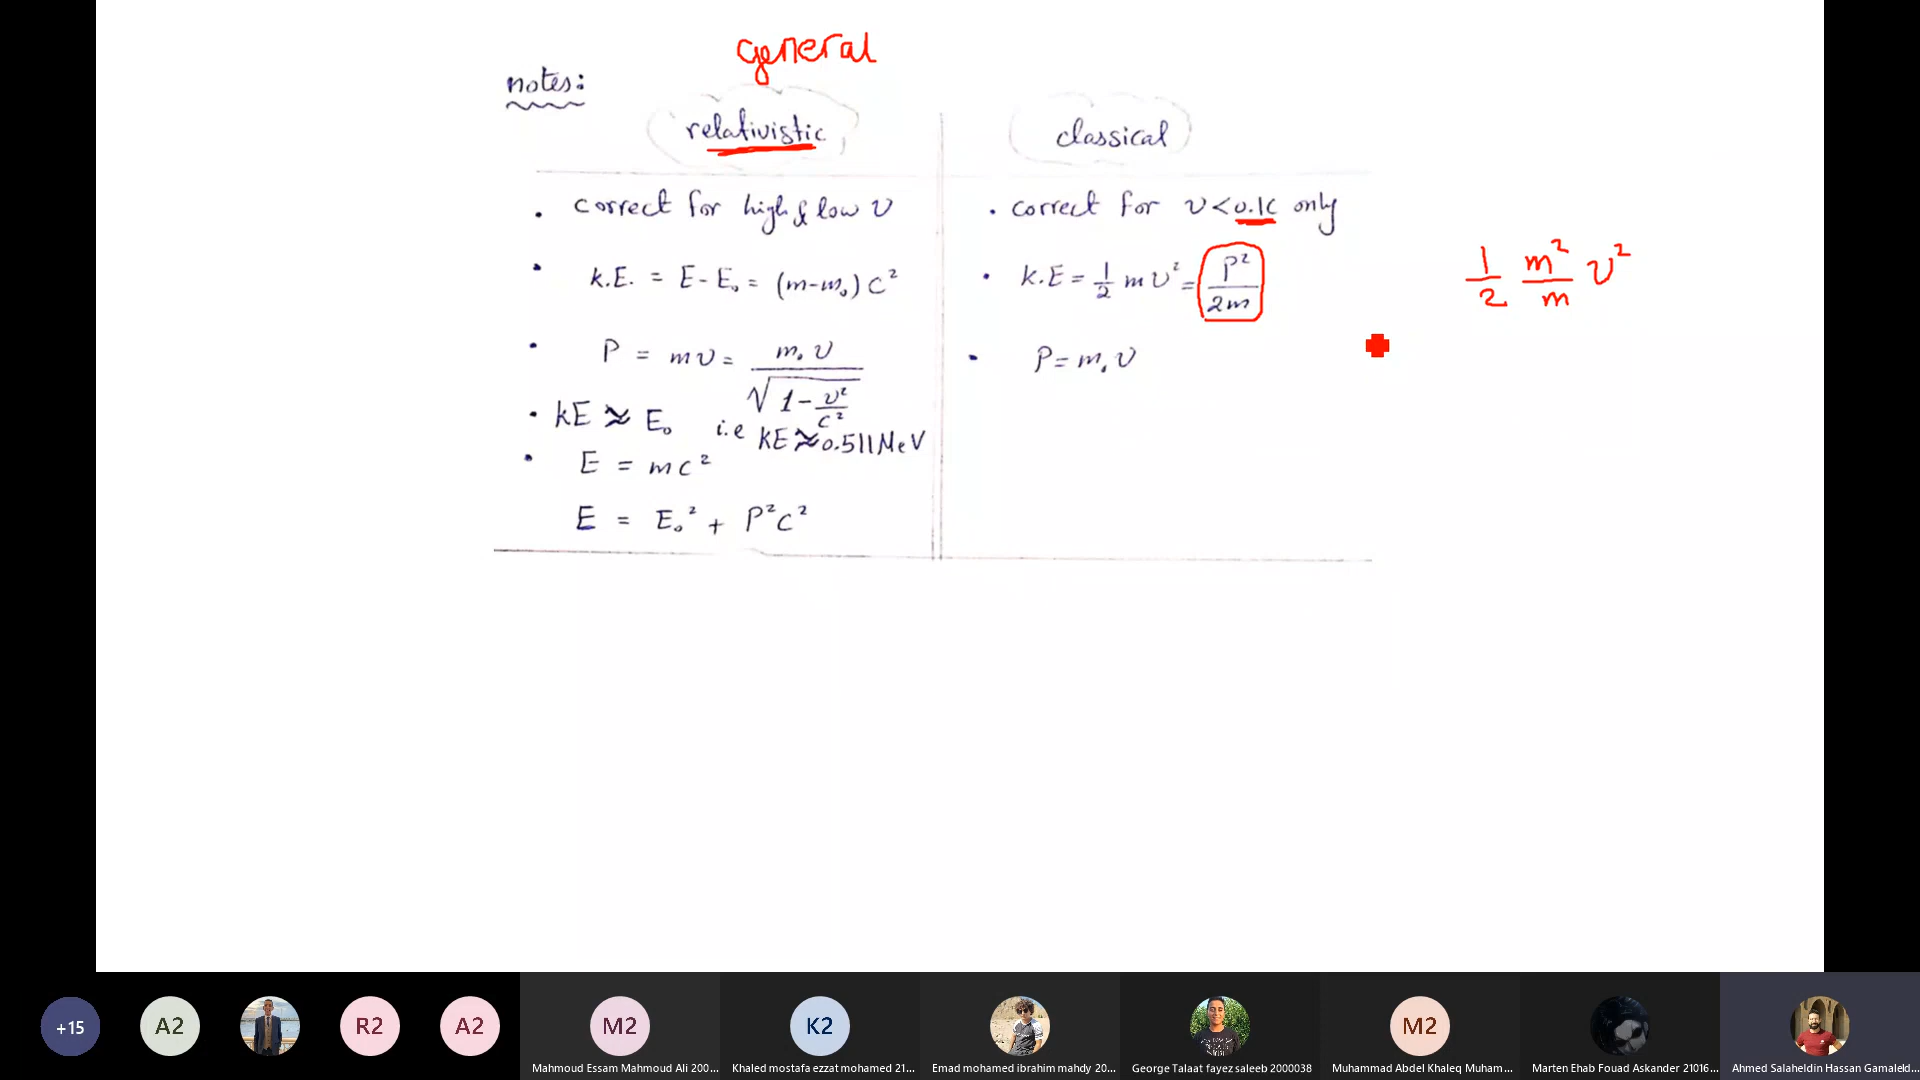 general
notes:
relativistic
classical
• correct for high & low v
• correct for v < 0.1c only
• k.E. = E - E₀ = (m-m₀) c²
• k.E = 1/2 m v² = P²/2m
1/2 m²/m v²
• P = mv = m₀ v / √(1 - v²/c²)
• P = m₀ v
• kE ≈ E₀ i.e KE ≈ 0.511 MeV
• E = mc²
E = E₀² + P²c²
+15
A2
R2
A2
M2
K2
M2
Mahmoud Essam Mahmoud Ali 200...
Khaled mostafa ezzat mohamed 21...
Emad mohamed ibrahim mahdy 20...
George Talaat fayez saleeb 2000038
Muhammad Abdel Khaleq Muham...
Marten Ehab Fouad Askander 21016...
Ahmed Salaheldin Hassan Gamaleld...